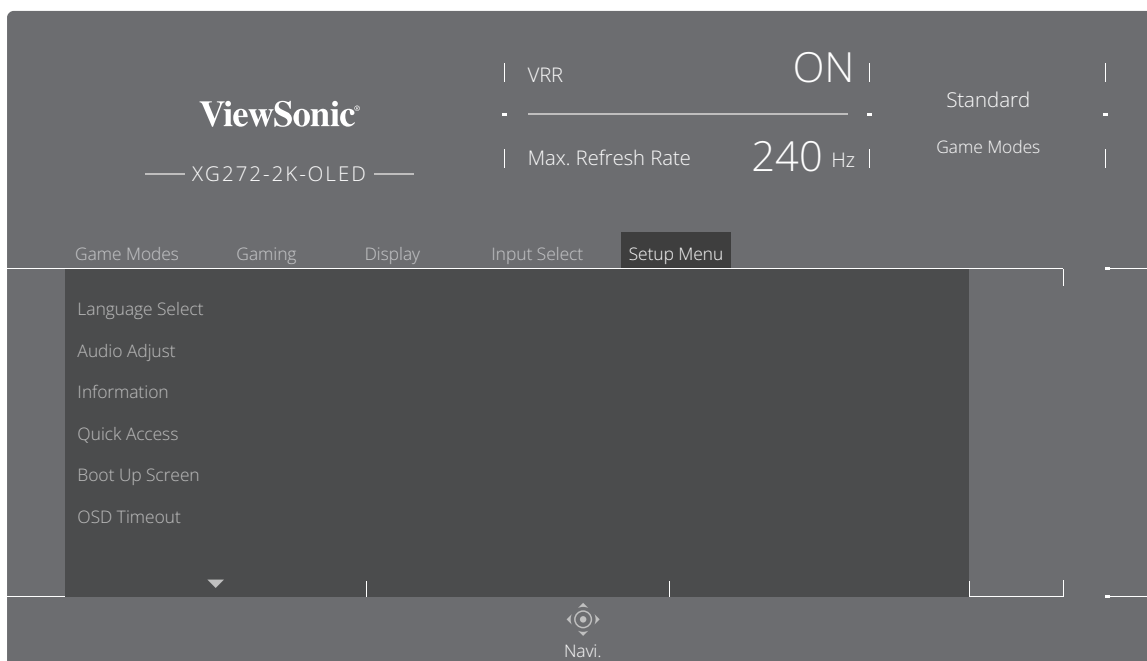 ViewSonic®
XG272-2K-OLED
VRR ON
Max. Refresh Rate 240 Hz
Standard
Game Modes
Game Modes Gaming Display Input Select Setup Menu
Language Select
Audio Adjust
Information
Quick Access
Boot Up Screen
OSD Timeout
Navi.